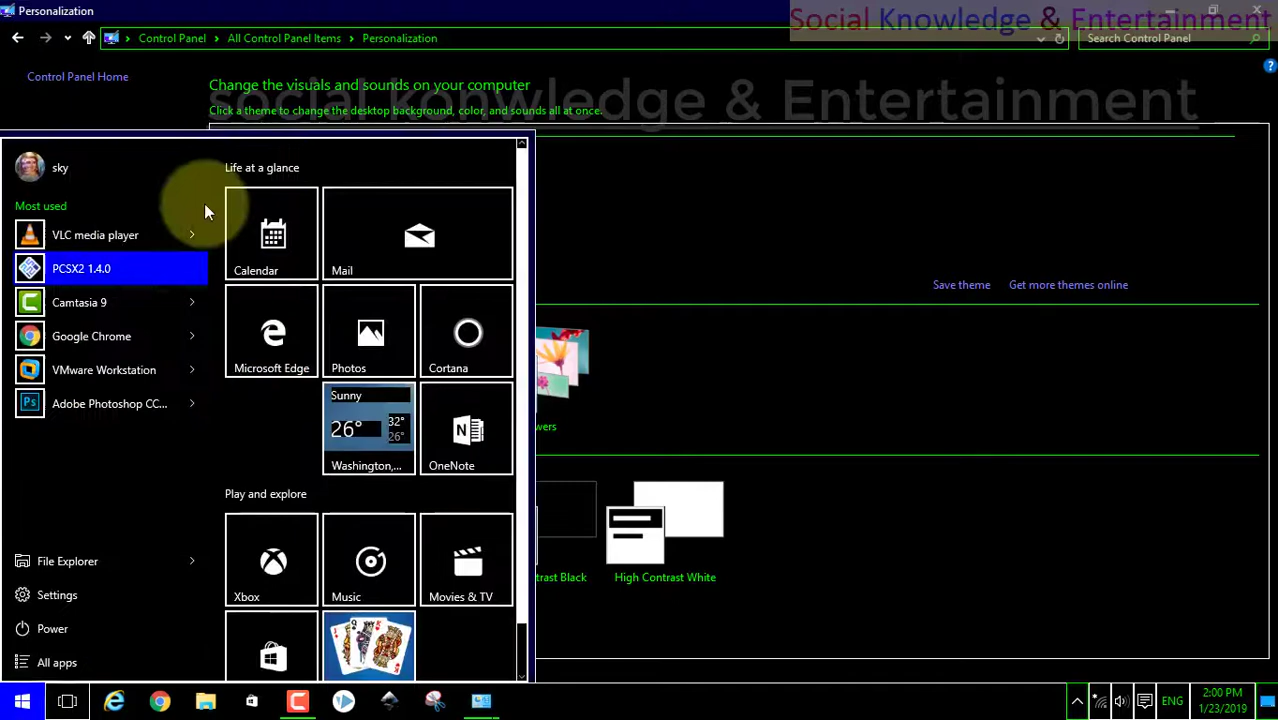 Personalization
Social Knowledge & Entertainment
Control Panel
All Control Panel Items
Personalization
Search Control Panel
Control Panel Home
Change the visuals and sounds on your computer
social knowledge & Entertainment
Click a theme to change the desktop background, color, and sounds all at once.
sky
Life at a glance
Most used
VLC media player
PCSX2 1.4.0
Camtasia 9
Google Chrome
VMware Workstation
Adobe Photoshop CC...
Calendar
Mail
Microsoft Edge
Photos
Cortana
Sunny
26°
32°
26°
Washington,...
OneNote
Play and explore
Xbox
Music
Movies & TV
File Explorer
Settings
Power
All apps
Save theme
Get more themes online
wers
trast Black
High Contrast White
ENG
2:00 PM
1/23/2019